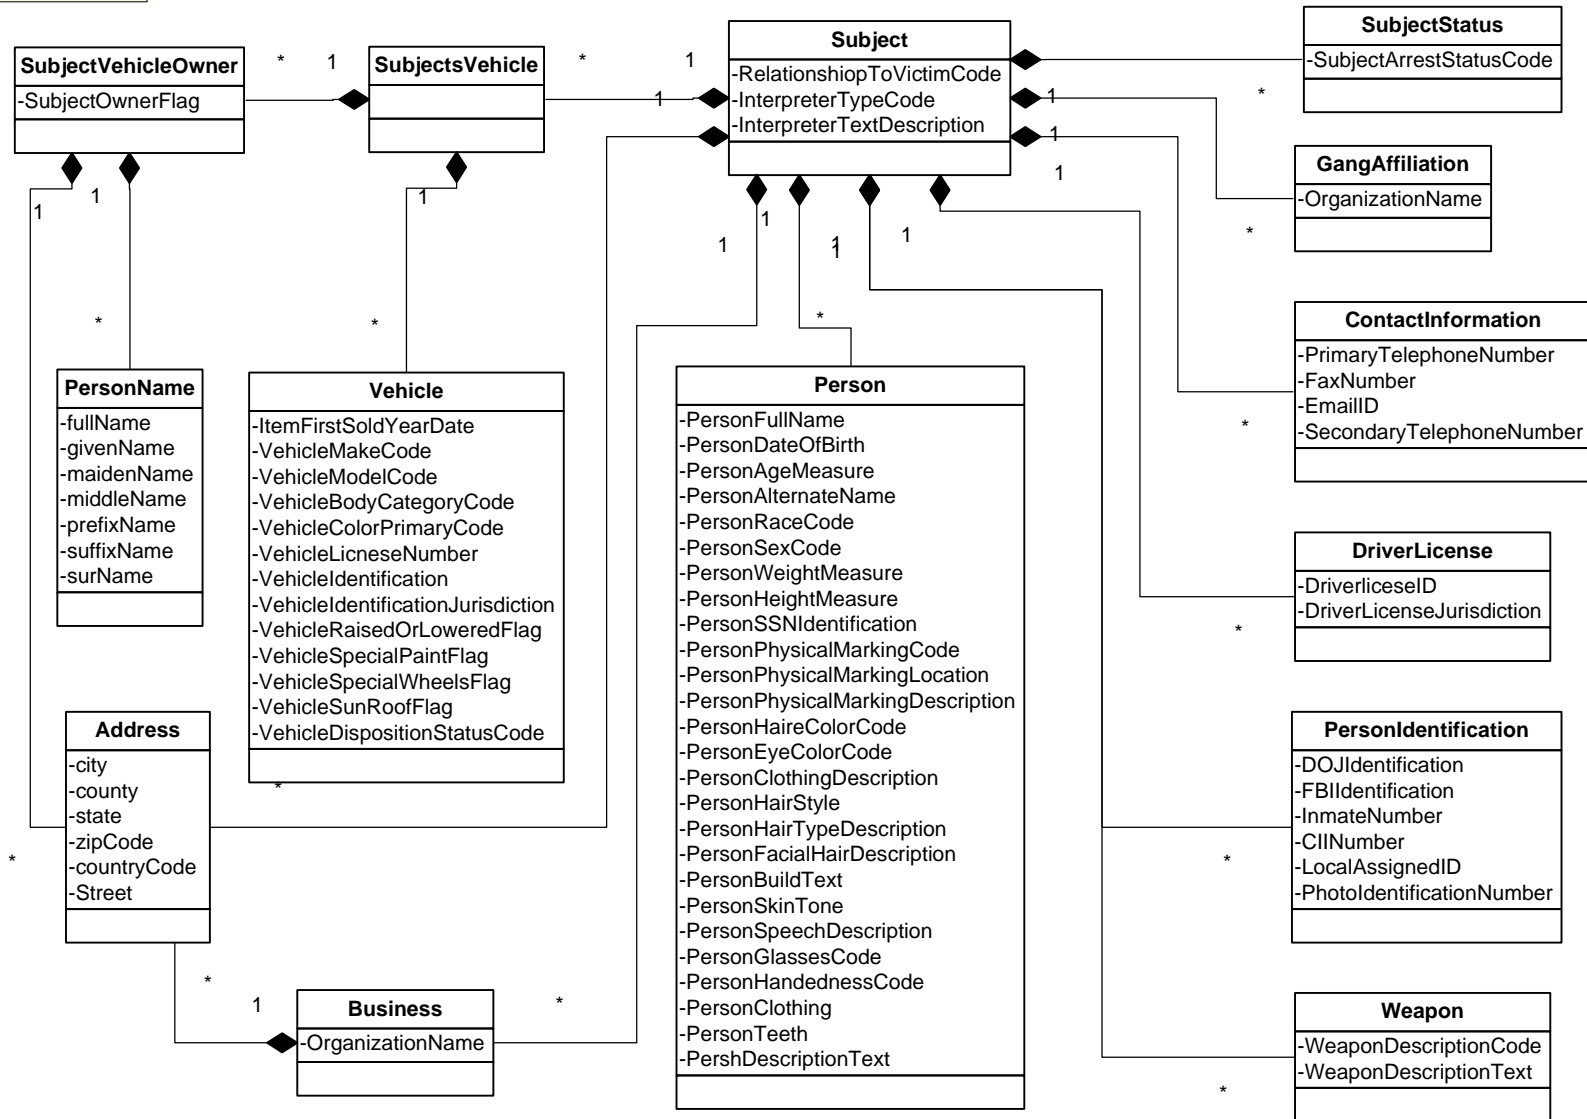 SubjectVehicleOwner
-SubjectOwnerFlag
*
1
SubjectsVehicle
*
1
1
Subject
-RelationshiopToVictimCode
-InterpreterTypeCode
-InterpreterTextDescription
SubjectStatus
-SubjectArrestStatusCode
1
*
1
GangAffiliation
-OrganizationName
1
*
1
1
1
1
1
1
1
1
1
ContactInformation
-PrimaryTelephoneNumber
-FaxNumber
-EmailID
-SecondaryTelephoneNumber
*
*
*
*
PersonName
-fullName
-givenName
-maidenName
-middleName
-prefixName
-suffixName
-surName
Vehicle
-ItemFirstSoldYearDate
-VehicleMakeCode
-VehicleModelCode
-VehicleBodyCategoryCode
-VehicleColorPrimaryCode
-VehicleLicneseNumber
-VehicleIdentification
-VehicleIdentificationJurisdiction
-VehicleRaisedOrLoweredFlag
-VehicleSpecialPaintFlag
-VehicleSpecialWheelsFlag
-VehicleSunRoofFlag
-VehicleDispositionStatusCode
Person
-PersonFullName
-PersonDateOfBirth
-PersonAgeMeasure
-PersonAlternateName
-PersonRaceCode
-PersonSexCode
-PersonWeightMeasure
-PersonHeightMeasure
-PersonSSNIdentification
-PersonPhysicalMarkingCode
-PersonPhysicalMarkingLocation
-PersonPhysicalMarkingDescription
-PersonHaireColorCode
-PersonEyeColorCode
-PersonClothingDescription
-PersonHairStyle
-PersonHairTypeDescription
-PersonFacialHairDescription
-PersonBuildText
-PersonSkinTone
-PersonSpeechDescription
-PersonGlassesCode
-PersonHandednessCode
-PersonClothing
-PersonTeeth
-PershDescriptionText
DriverLicense
-DriverliceseID
-DriverLicenseJurisdiction
*
Address
-city
-county
-state
-zipCode
-countryCode
-Street
*
*
PersonIdentification
-DOJIdentification
-FBIIdentification
-InmateNumber
-CIINumber
-LocalAssignedID
-PhotoIdentificationNumber
*
*
1
Business
-OrganizationName
*
Weapon
-WeaponDescriptionCode
-WeaponDescriptionText
*